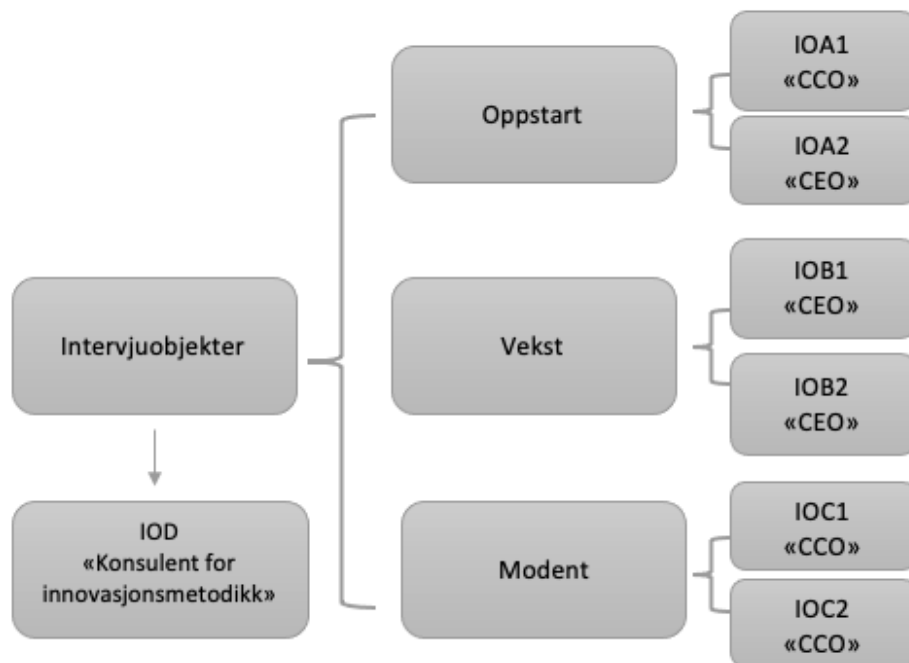 Intervjuobjekter
IOD
«Konsulent for
innovasjonsmetodikk»
Oppstart
IOA1
«CCO»
IOA2
«CEO»
Vekst
IOB1
«CEO»
IOB2
«CEO»
Modent
IOC1
«CCO»
IOC2
«CCO»